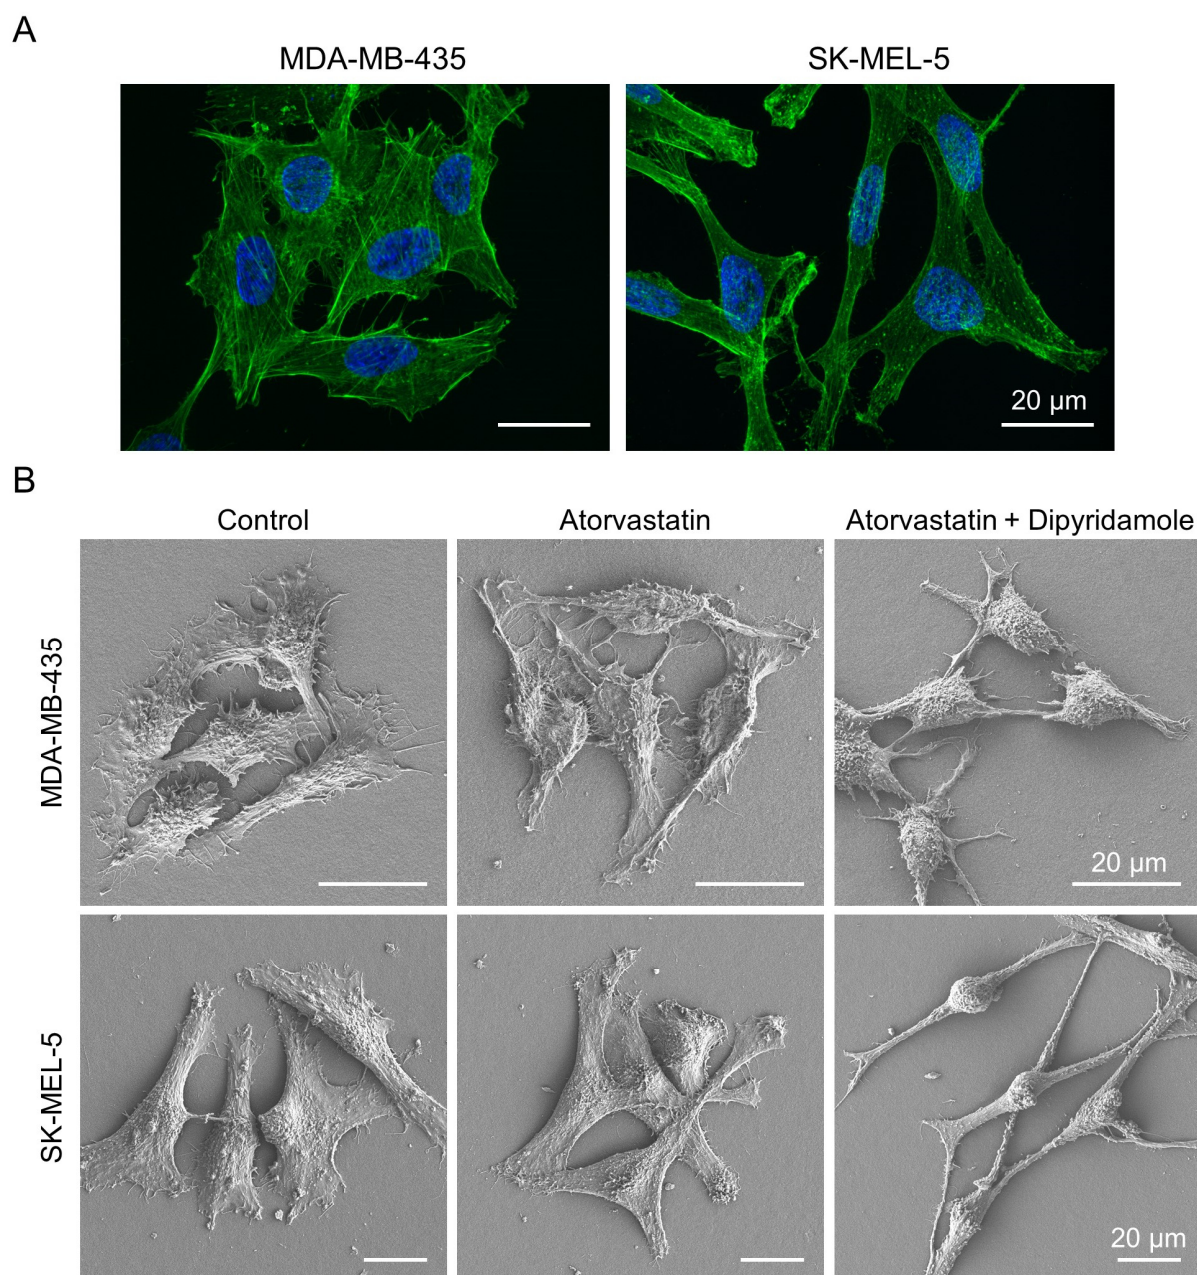 A
MDA-MB-435 SK-MEL-5
20 µm
B
Control Atorvastatin Atorvastatin + Dipyridamole
MDA-MB-435
20 µm
SK-MEL-5
20 µm